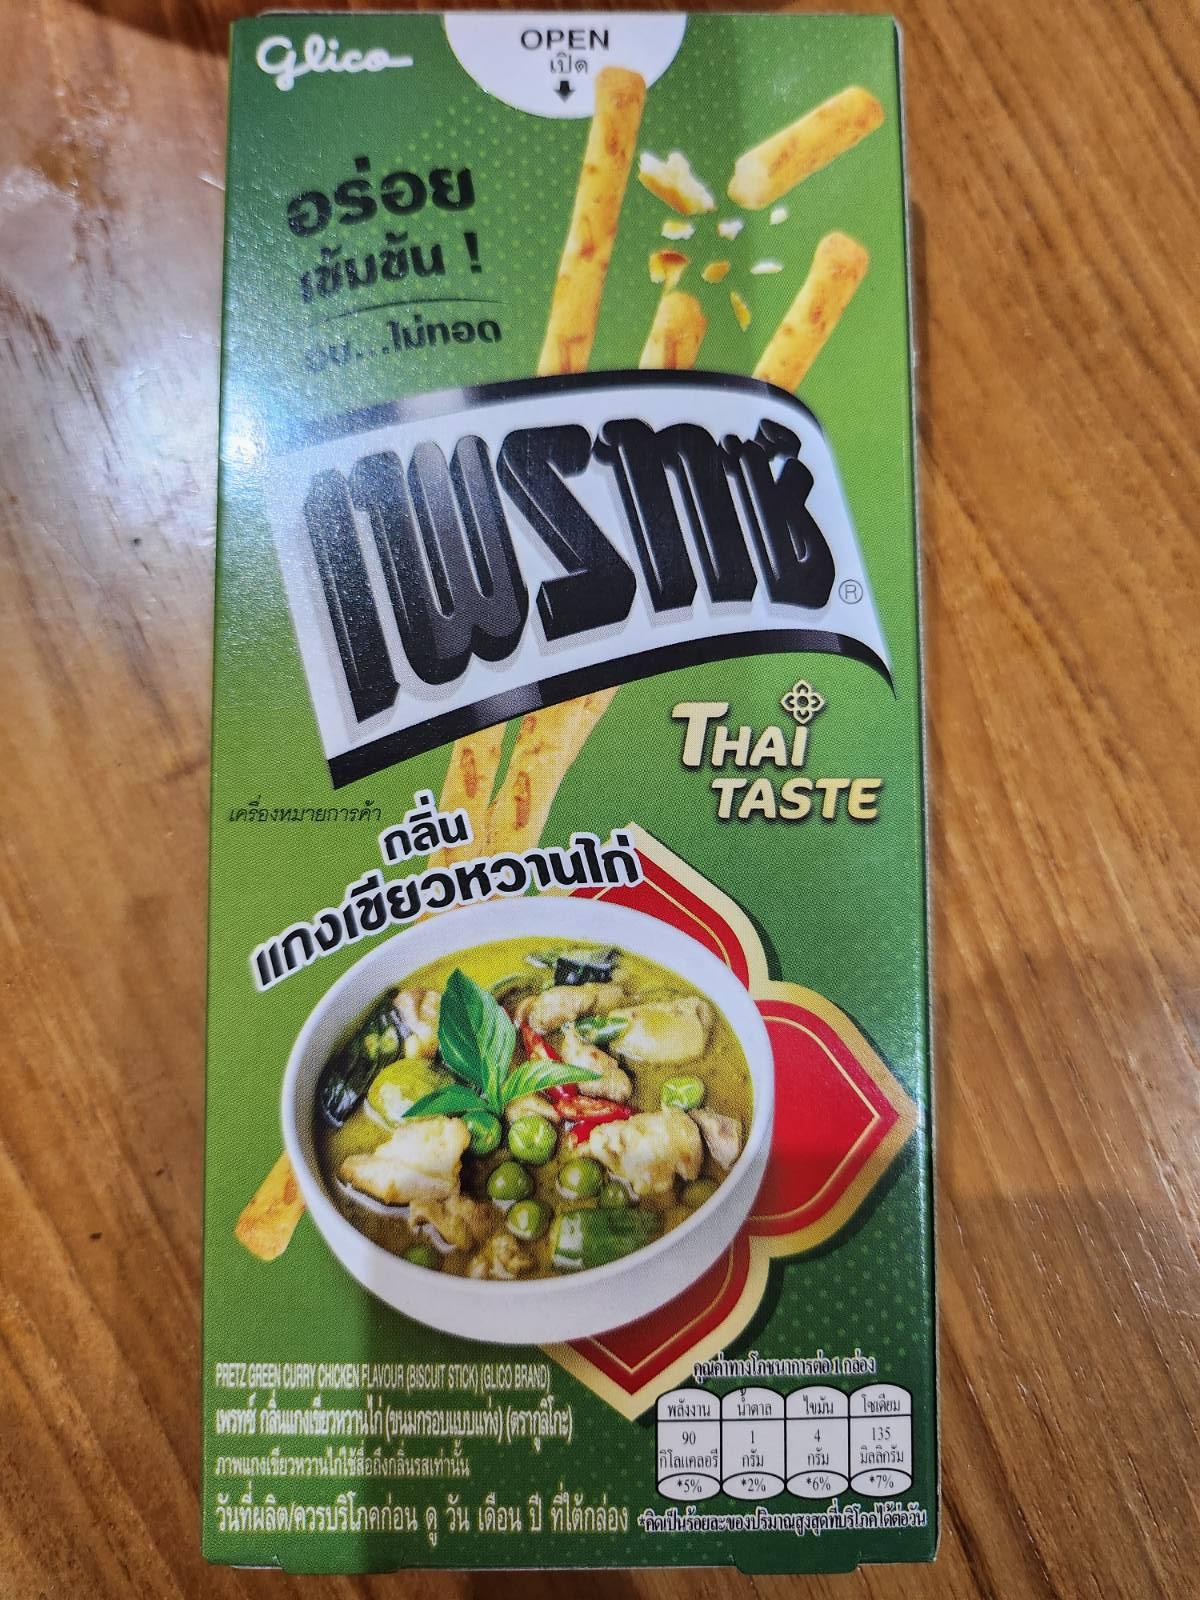 Glico
OPEN
เปิด
อร่อย
เข้มข้น !
อบ...ไม่ทอด
เพรทซ์ ®
THAI
TASTE
เครื่องหมายการค้า
กลิ่น
แกงเขียวหวานไก่
PRETZ GREEN CURRY CHICKEN FLAVOUR (BISCUIT STICK) (GLICO BRAND)
เพรทซ์ กลิ่นแกงเขียวหวานไก่ (ขนมกรอบแบบแท่ง) (ตรากูลิโกะ)
ภาพแกงเขียวหวานไก่ใช้สื่อถึงกลิ่นรสเท่านั้น
วันที่ผลิต/ควรบริโภคก่อน ดู วัน เดือน ปี ที่ใต้กล่อง
คุณค่าทางโภชนาการต่อ 1 กล่อง
พลังงาน น้ำตาล ไขมัน โซเดียม
90 1 4 135
กิโลแคลอรี กรัม กรัม มิลลิกรัม
*5% *2% *6% *7%
*คิดเป็นร้อยละของปริมาณสูงสุดที่บริโภคได้ต่อวัน